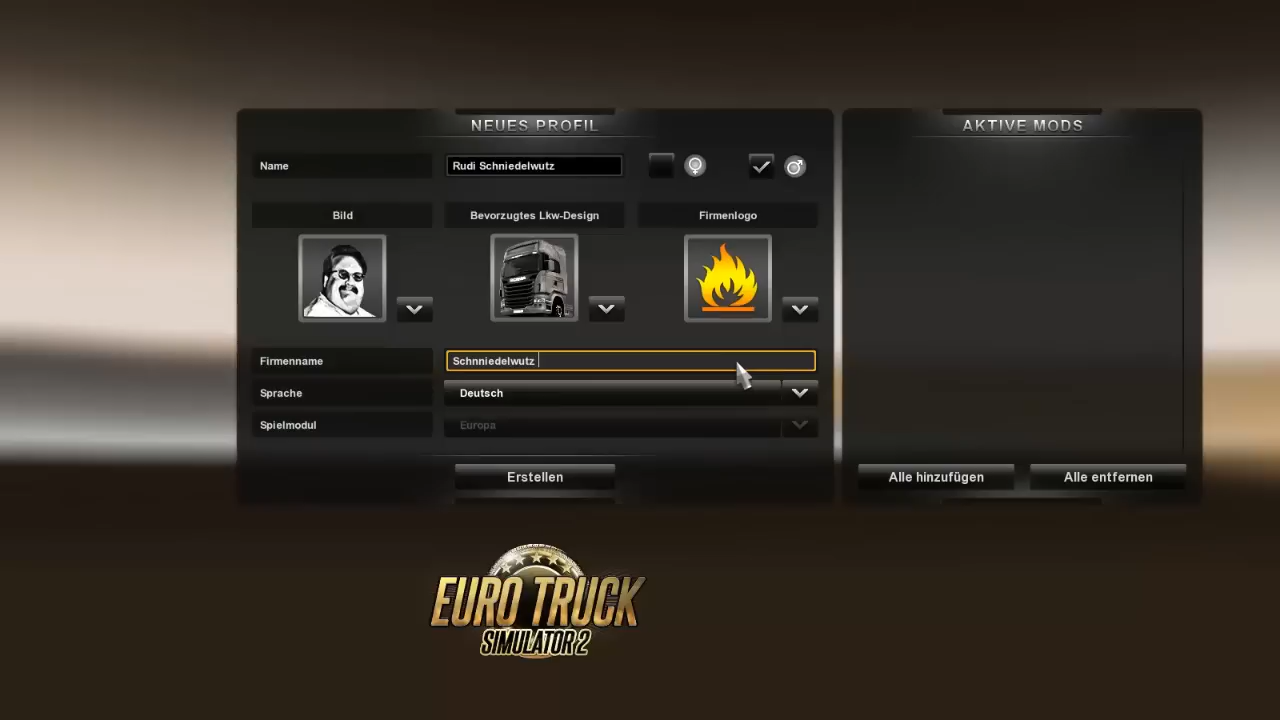 NEUES PROFIL
Name
Rudi Schniedelwutz
Bild
Bevorzugtes Lkw-Design
Firmenlogo
Firmenname
Schnniedelwutz
Sprache
Deutsch
Spielmodul
Europa
Erstellen
AKTIVE MODS
Alle hinzufügen
Alle entfernen
EURO TRUCK
SIMULATOR 2